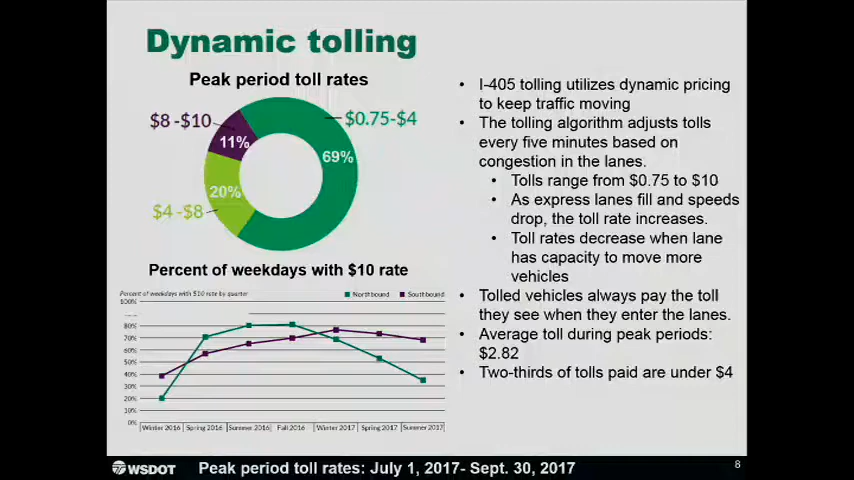 Dynamic tolling
Peak period toll rates
$8 -$10
11%
$0.75-$4
69%
20%
$4 -$8
Percent of weekdays with $10 rate
Percent of weekdays with $10 rate by quarter
Northbound
Southbound
100%
80%
70%
60%
50%
40%
30%
20%
10%
0%
Winter 2016
Spring 2016
Summer 2016
Fall 2016
Winter 2017
Spring 2017
Summer 2017
• I-405 tolling utilizes dynamic pricing
to keep traffic moving
• The tolling algorithm adjusts tolls
every five minutes based on
congestion in the lanes.
• Tolls range from $0.75 to $10
• As express lanes fill and speeds
drop, the toll rate increases.
• Toll rates decrease when lane
has capacity to move more
vehicles
• Tolled vehicles always pay the toll
they see when they enter the lanes.
• Average toll during peak periods:
$2.82
• Two-thirds of tolls paid are under $4
WSDOT
Peak period toll rates: July 1, 2017- Sept. 30, 2017
8